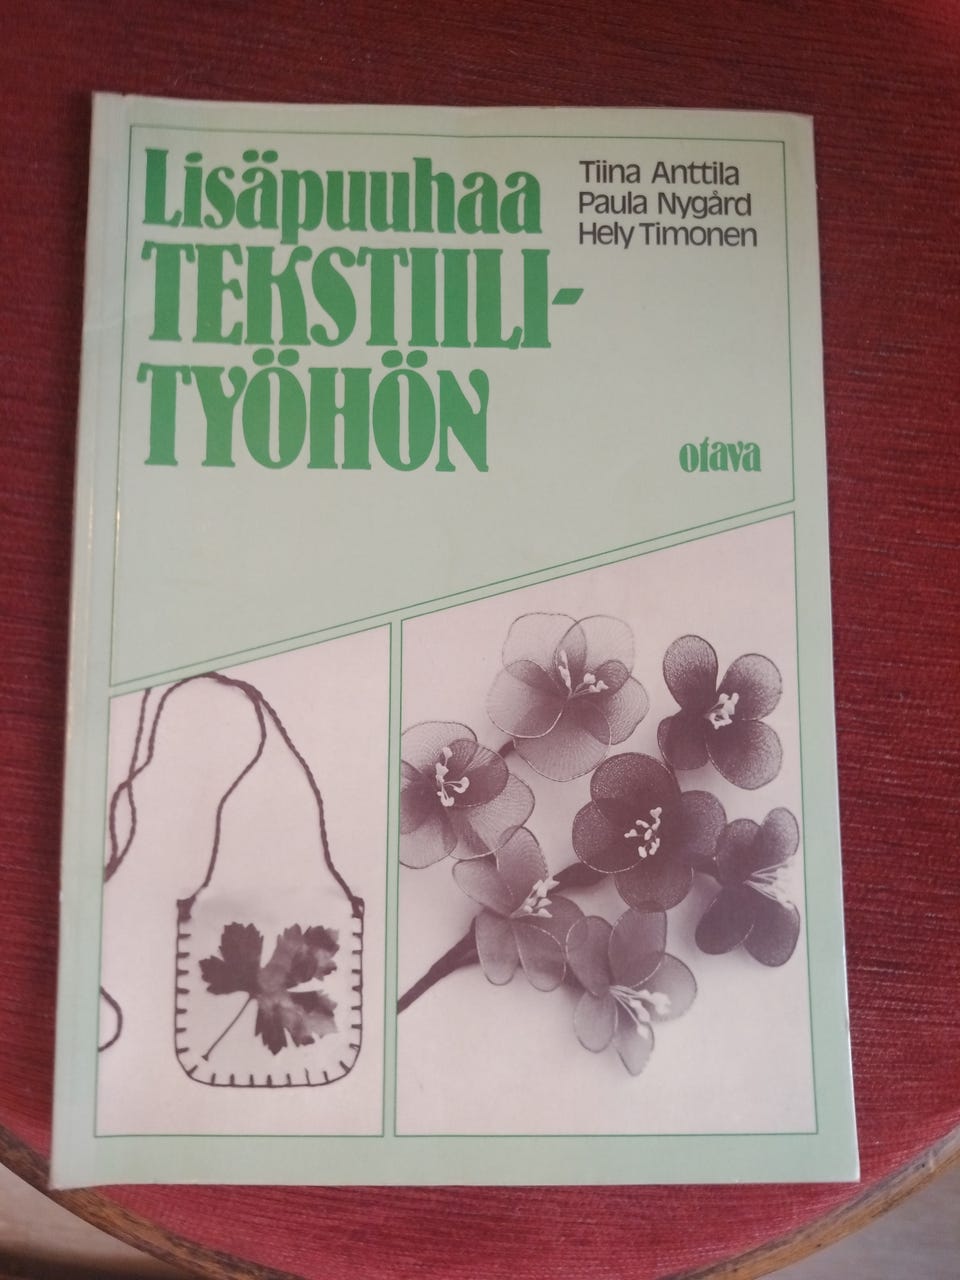 Lisäpuuhaa
TEKSTIILI-
TYÖHÖN
Tiina Anttila
Paula Nygård
Hely Timonen
otava